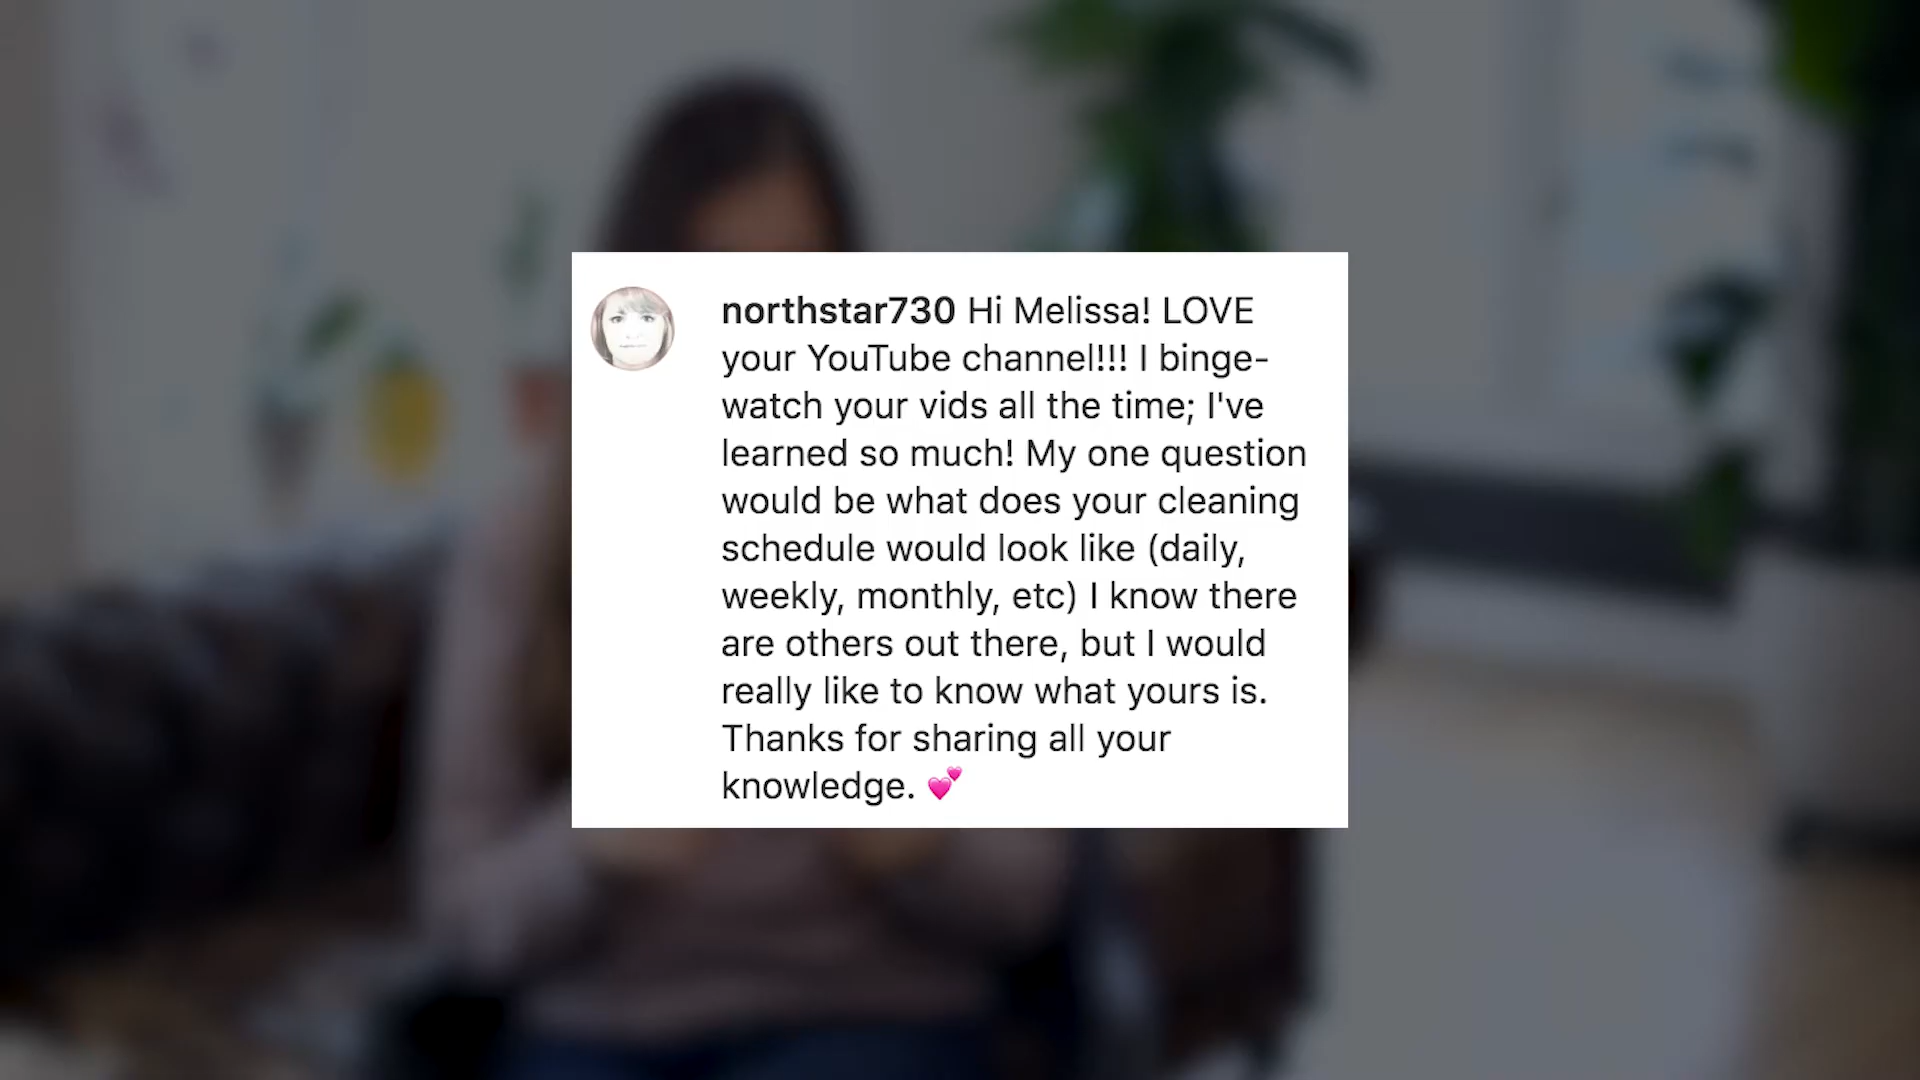 northstar730 Hi Melissa! LOVE
your YouTube channel!!! I binge-
watch your vids all the time; I've
learned so much! My one question
would be what does your cleaning
schedule would look like (daily,
weekly, monthly, etc) I know there
are others out there, but I would
really like to know what yours is.
Thanks for sharing all your
knowledge. 💕